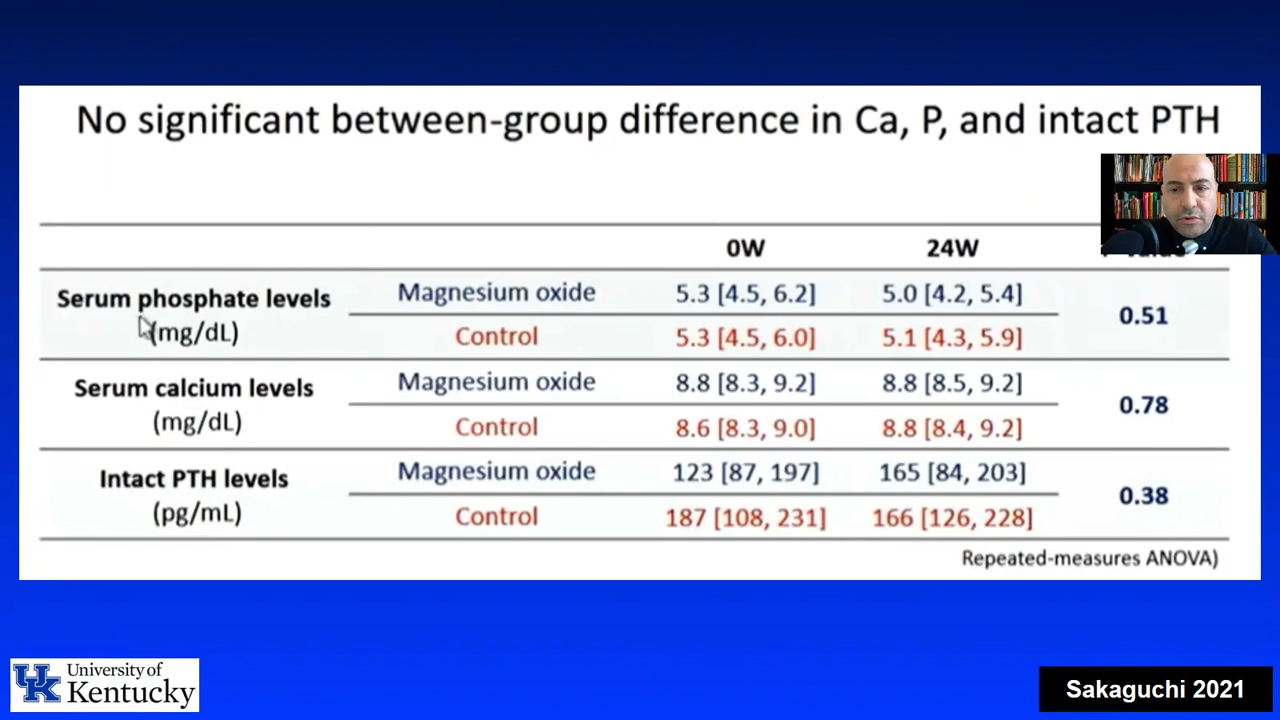 No significant between-group difference in Ca, P, and intact PTH
0W 24W
Serum phosphate levels
(mg/dL)
Magnesium oxide 5.3 [4.5, 6.2] 5.0 [4.2, 5.4]
0.51
Control 5.3 [4.5, 6.0] 5.1 [4.3, 5.9]
Serum calcium levels
(mg/dL)
Magnesium oxide 8.8 [8.3, 9.2] 8.8 [8.5, 9.2]
0.78
Control 8.6 [8.3, 9.0] 8.8 [8.4, 9.2]
Intact PTH levels
(pg/mL)
Magnesium oxide 123 [87, 197] 165 [84, 203]
0.38
Control 187 [108, 231] 166 [126, 228]
Repeated-measures ANOVA)
UK
University of
Kentucky
Sakaguchi 2021